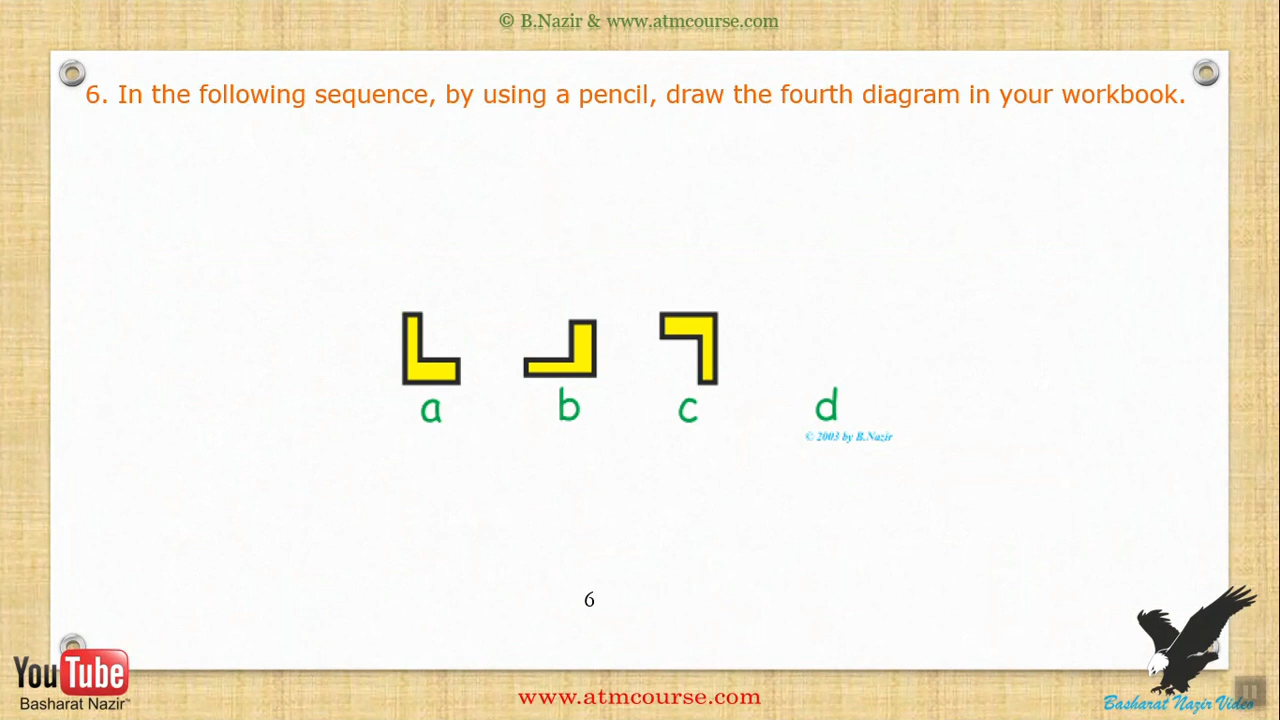 © B.Nazir & www.atmcourse.com
6. In the following sequence, by using a pencil, draw the fourth diagram in your workbook.
a b c d
© 2003 by B.Nazir
6
YouTube
Basharat Nazir™
www.atmcourse.com
Basharat Nazir Video